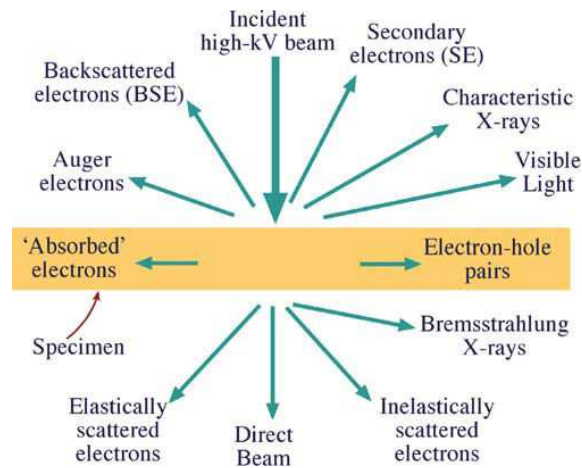 Incident
high-kV beam
Secondary
electrons (SE)
Backscattered
electrons (BSE)
Characteristic
X-rays
Auger
electrons
Visible
Light
‘Absorbed’
electrons
Electron-hole
pairs
Specimen
Bremsstrahlung
X-rays
Elastically
scattered
electrons
Direct
Beam
Inelastically
scattered
electrons